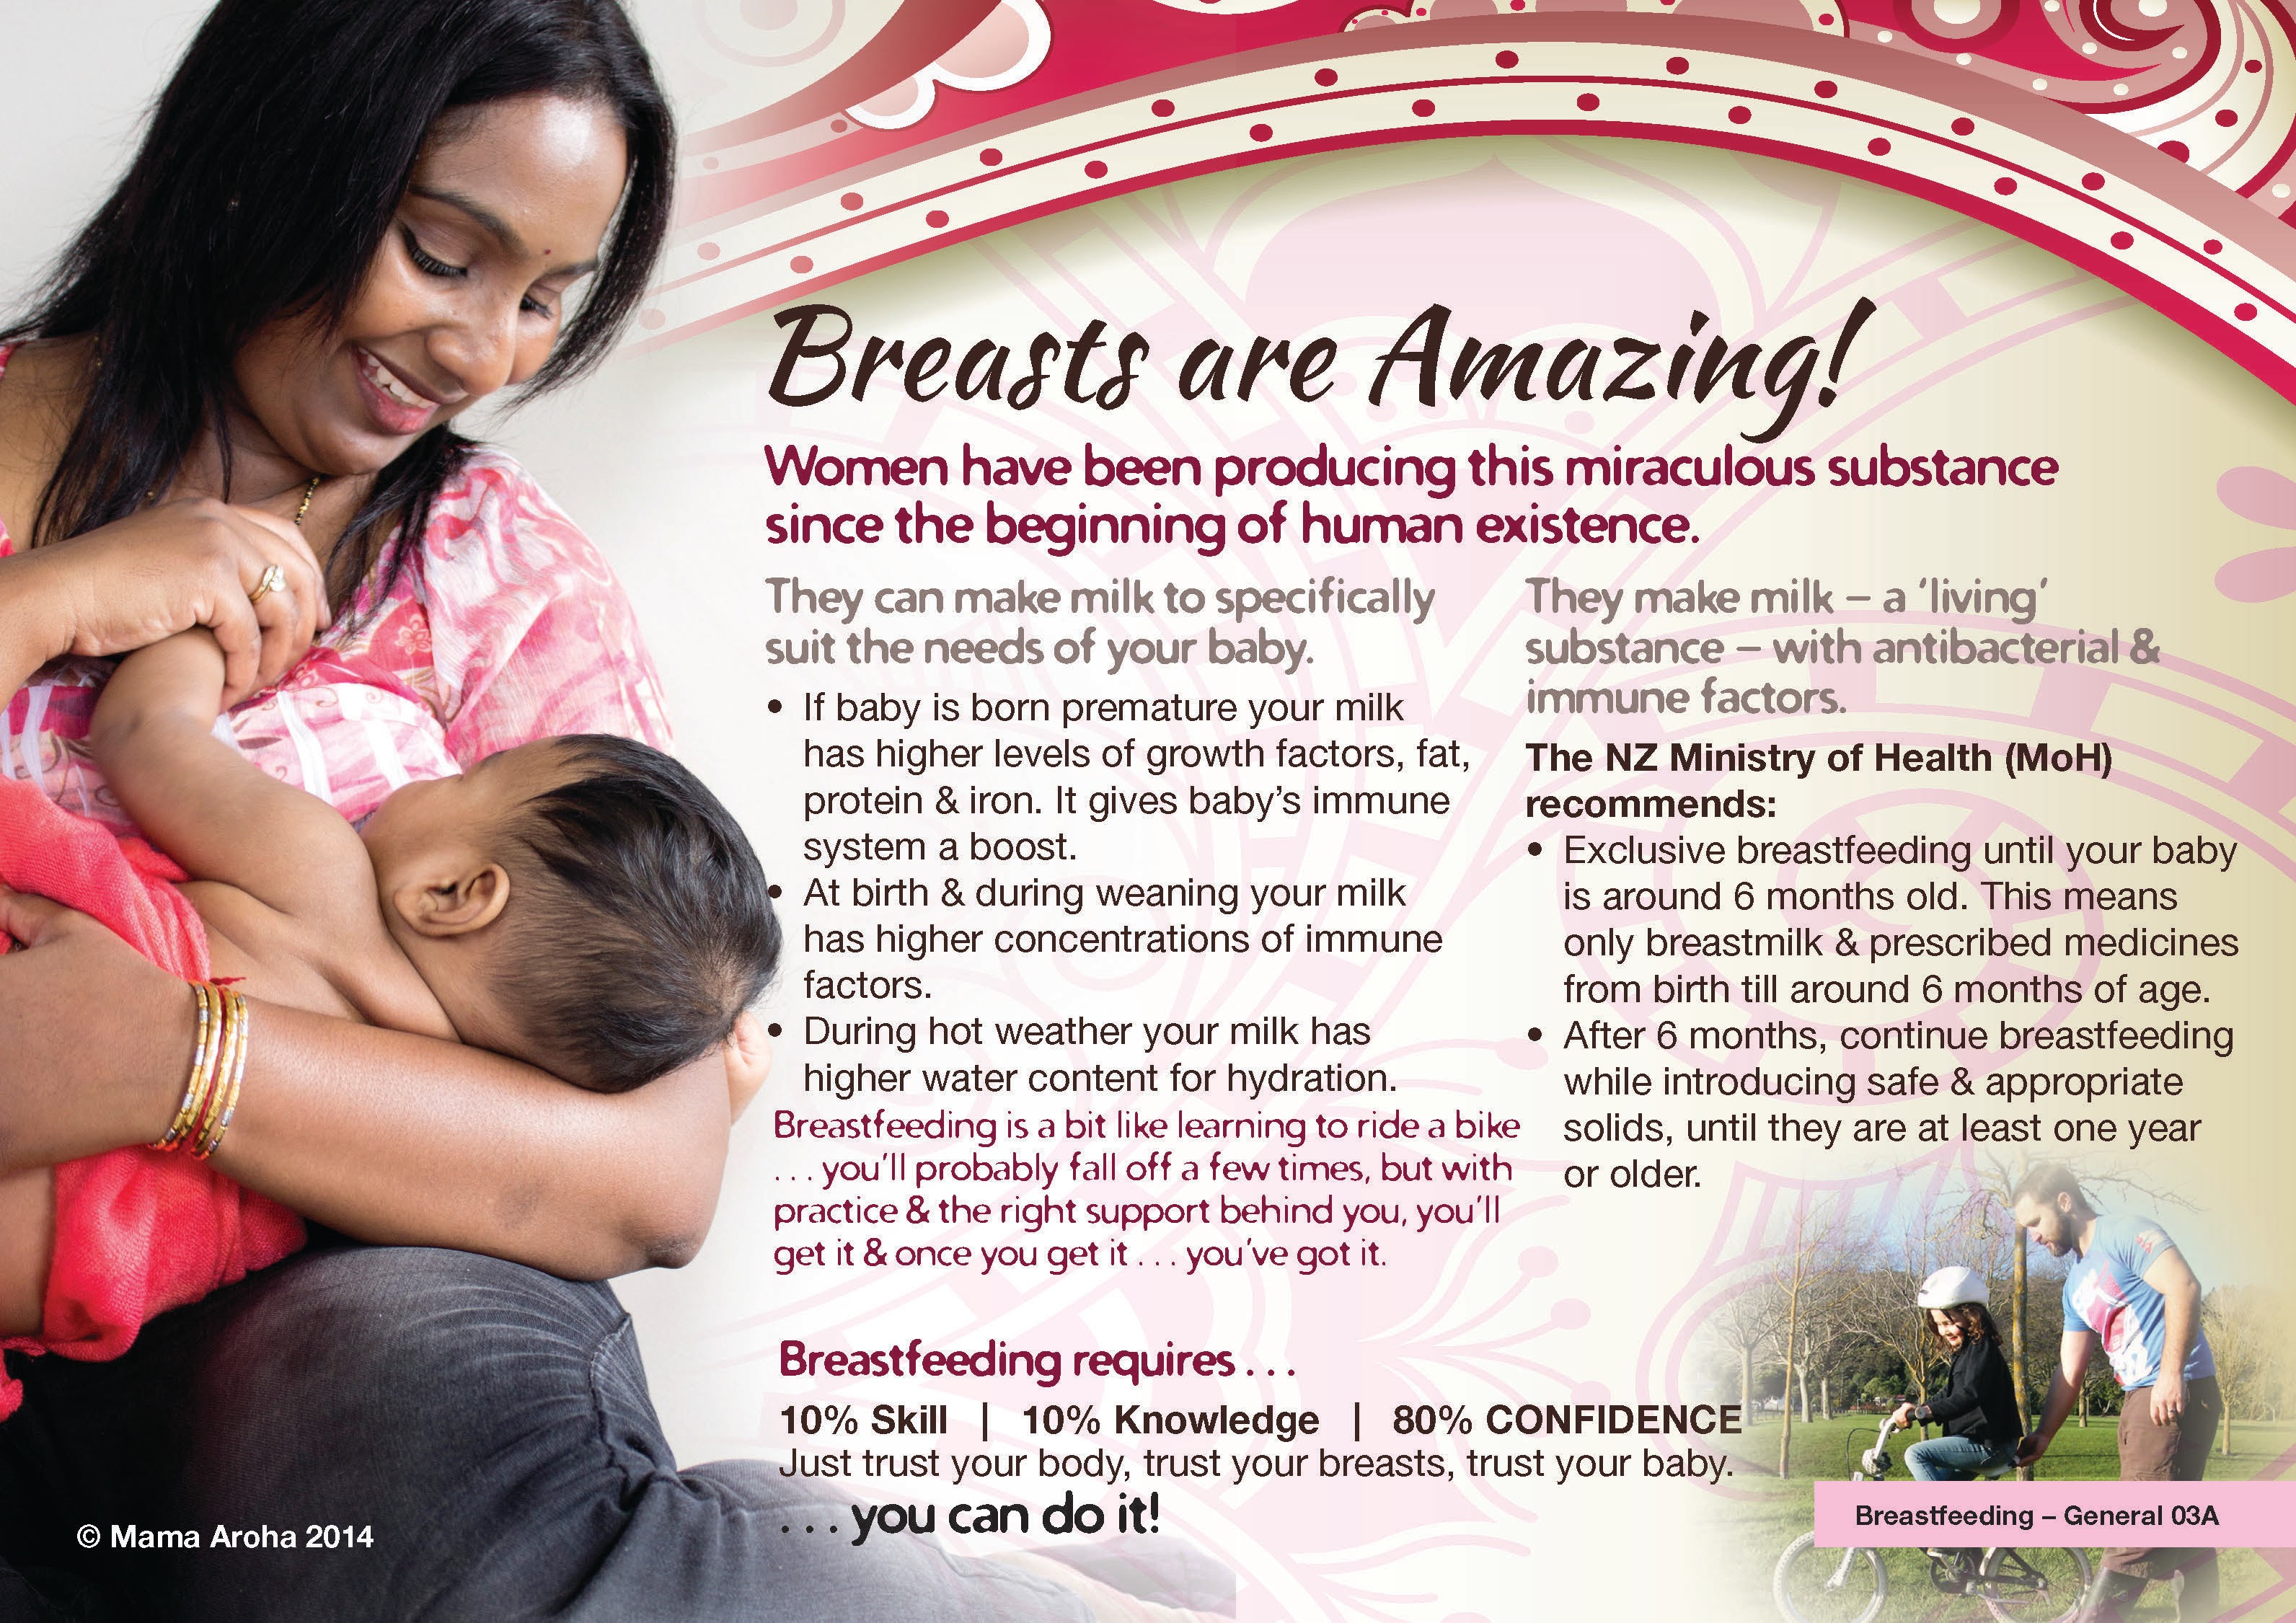 Breasts are Amazing!
Women have been producing this miraculous substance
since the beginning of human existence.
They can make milk to specifically
suit the needs of your baby.
• If baby is born premature your milk
has higher levels of growth factors, fat,
protein & iron. It gives baby's immune
system a boost.
• At birth & during weaning your milk
has higher concentrations of immune
factors.
• During hot weather your milk has
higher water content for hydration.
Breastfeeding is a bit like learning to ride a bike
. . . you'll probably fall off a few times, but with
practice & the right support behind you, you'll
get it & once you get it . . . you've got it.
They make milk – a 'living'
substance – with antibacterial &
immune factors.
The NZ Ministry of Health (MoH)
recommends:
• Exclusive breastfeeding until your baby
is around 6 months old. This means
only breastmilk & prescribed medicines
from birth till around 6 months of age.
• After 6 months, continue breastfeeding
while introducing safe & appropriate
solids, until they are at least one year
or older.
Breastfeeding requires . . .
10% Skill | 10% Knowledge | 80% CONFIDENCE
Just trust your body, trust your breasts, trust your baby.
. . . you can do it!
© Mama Aroha 2014
Breastfeeding – General 03A